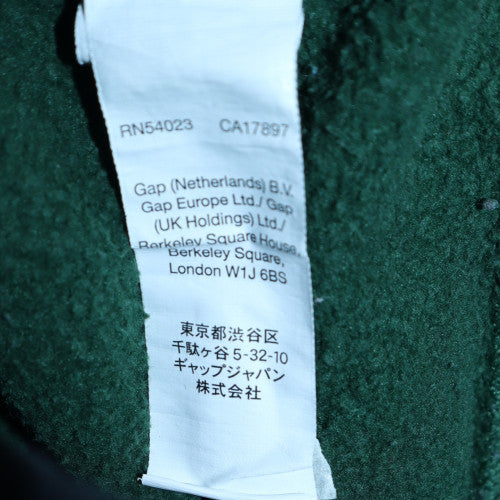 RN54023 CA17897
Gap (Netherlands) B.V.
Gap Europe Ltd./ Gap
(UK Holdings) Ltd./
Berkeley Square House,
Berkeley Square,
London W1J 6BS
東京都渋谷区
千駄ヶ谷 5-32-10
ギャップジャパン
株式会社